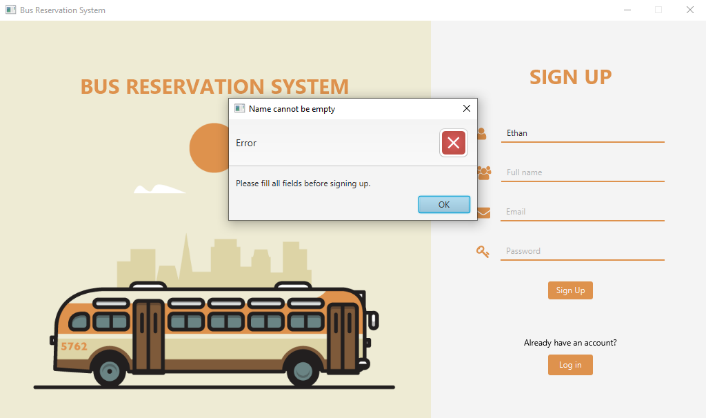 Bus Reservation System
BUS RESERVATION SYSTEM
5762
Name cannot be empty
Error
Please fill all fields before signing up.
OK
SIGN UP
Ethan
Full name
Email
Password
Sign Up
Already have an account?
Log in